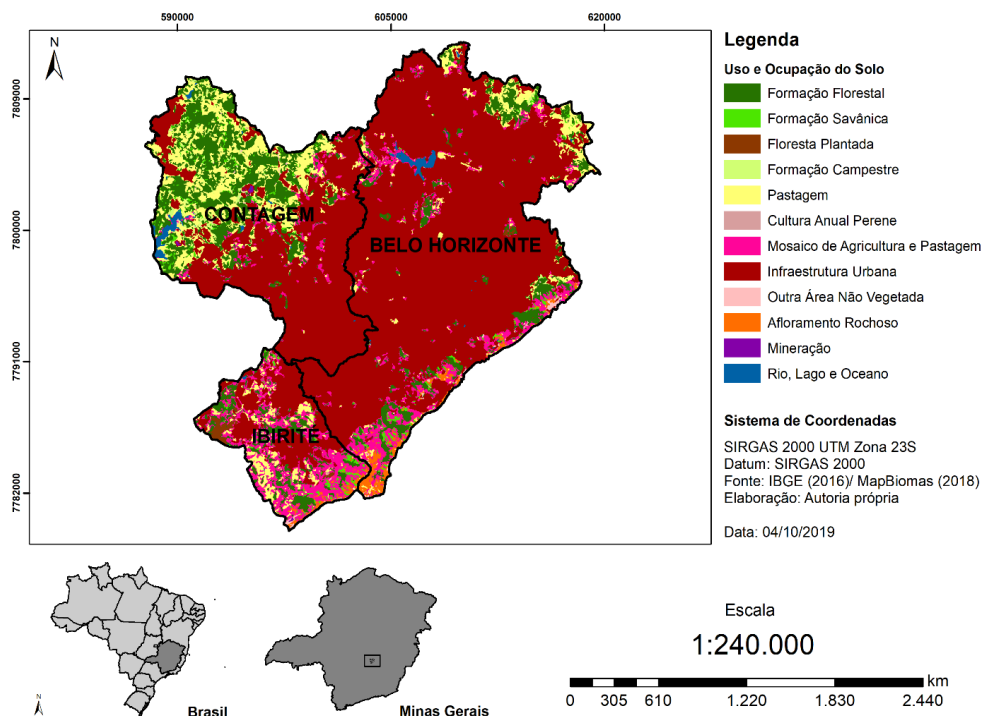 590000
605000
620000
N
7809000
7800000
7791000
7782000
CONTAGEM
BELO HORIZONTE
IBIRITÉ
Legenda
Uso e Ocupação do Solo
Formação Florestal
Formação Savânica
Floresta Plantada
Formação Campestre
Pastagem
Cultura Anual Perene
Mosaico de Agricultura e Pastagem
Infraestrutura Urbana
Outra Área Não Vegetada
Afloramento Rochoso
Mineração
Rio, Lago e Oceano
Sistema de Coordenadas
SIRGAS 2000 UTM Zona 23S
Datum: SIRGAS 2000
Fonte: IBGE (2016)/ MapBiomas (2018)
Elaboração: Autoria própria
Data: 04/10/2019
N
Brasil
Minas Gerais
Escala
1:240.000
km
0 305 610 1.220 1.830 2.440